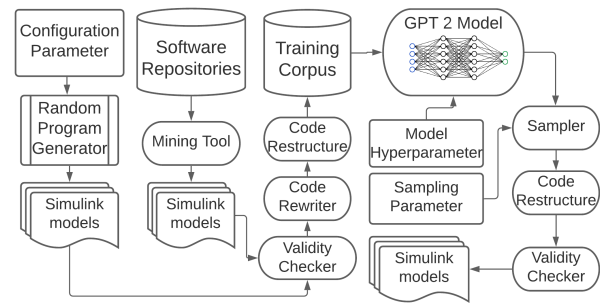 Configuration
Parameter
Software
Repositories
Training
Corpus
GPT 2 Model
Random
Program
Generator
Mining Tool
Code
Restructure
Model
Hyperparameter
Sampler
Simulink
models
Simulink
models
Code
Rewriter
Sampling
Parameter
Code
Restructure
Validity
Checker
Simulink
models
Validity
Checker